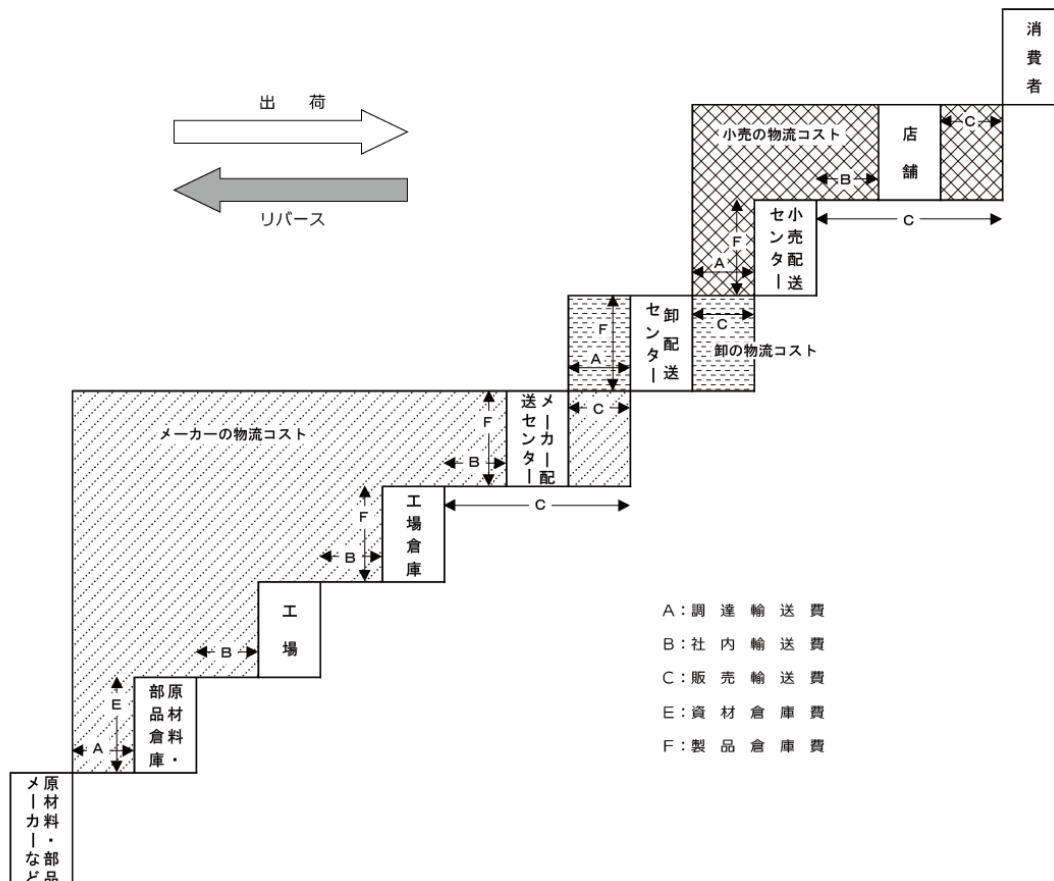 消費者
出　荷
リバース
小売の物流コスト
C
店舗
B
C
F
A
小売配送
センター
F
A
卸配送
センター
C
卸の物流コスト
メーカーの物流コスト
F
B
メーカー配
送センター
C
C
F
B
工場倉庫
B
工場
E
A
原材料・
部品倉庫
原材料・部品
メーカーなど
A：調達輸送費
B：社内輸送費
C：販売輸送費
E：資材倉庫費
F：製品倉庫費